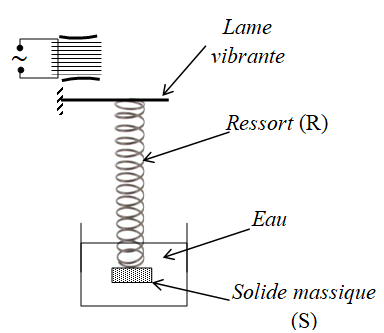 Lame
vibrante
~
Ressort (R)
Eau
Solide massique
(S)